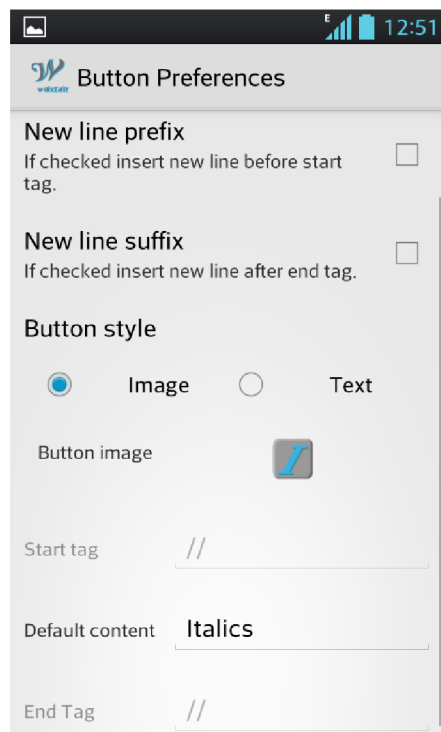 E
12:51
W
Button Preferences
New line prefix
If checked insert new line before start
tag.
New line suffix
If checked insert new line after end tag.
Button style
Image
Text
Button image
I
Start tag
//
Default content
Italics
End Tag
//